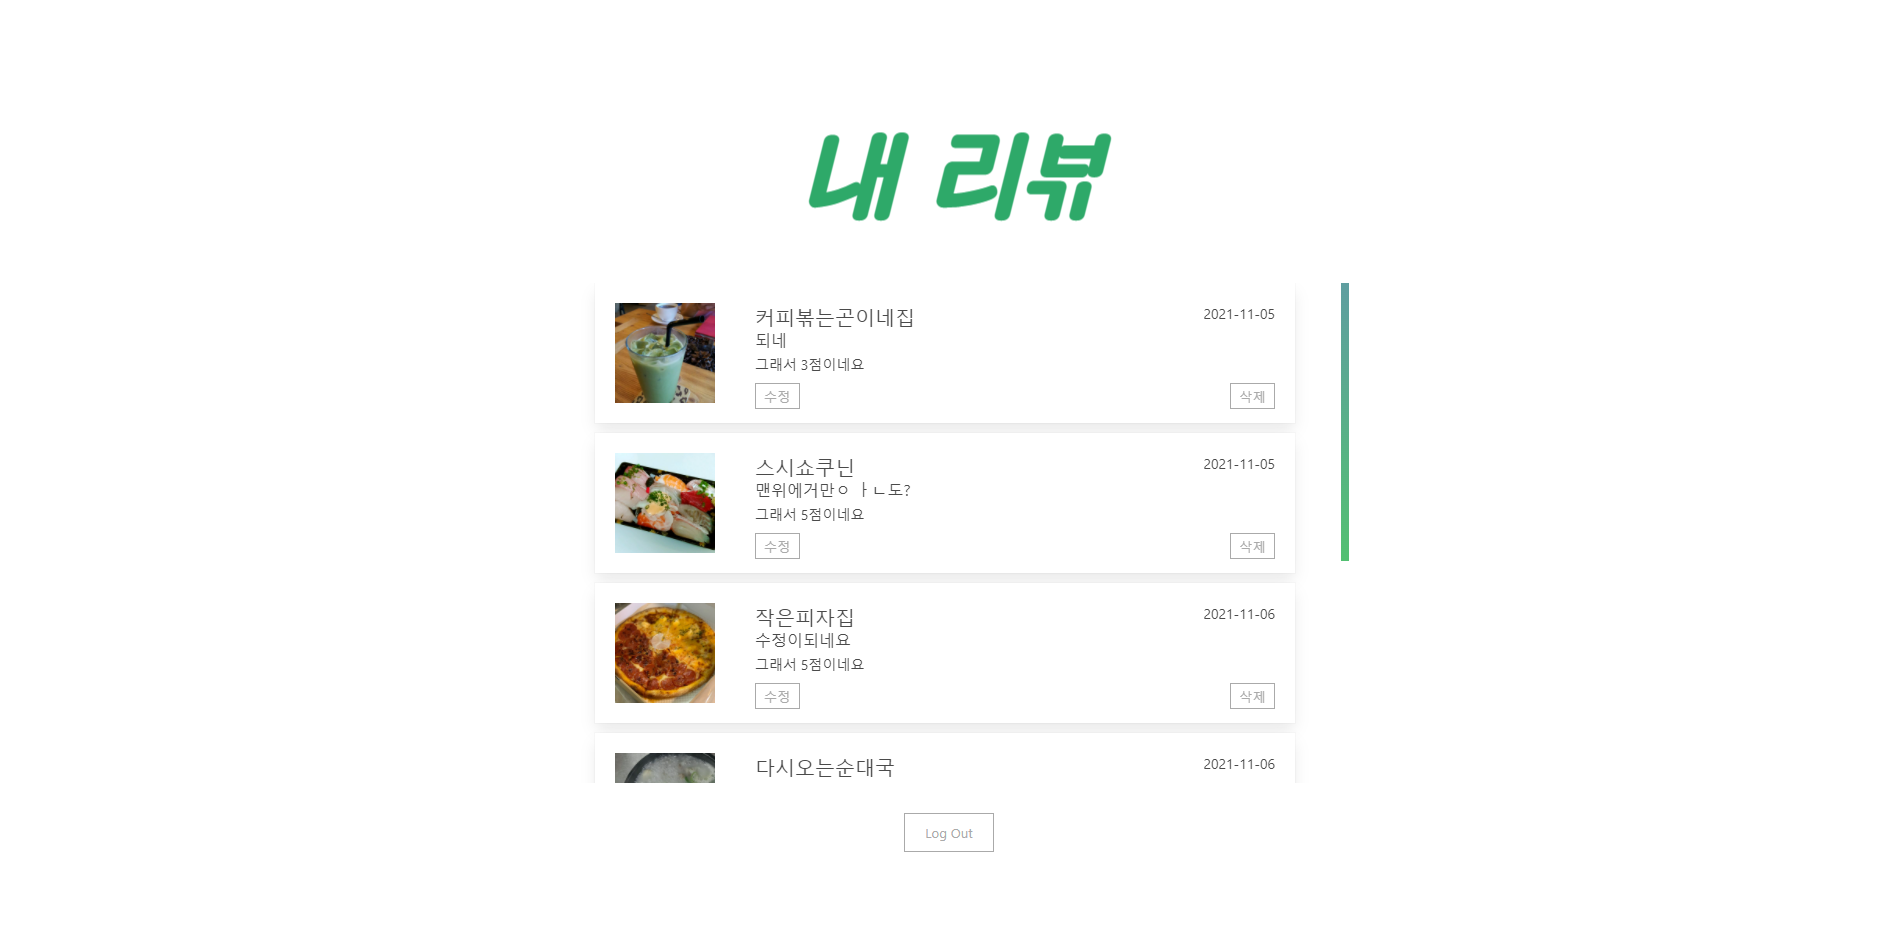 내 리뷰
커피볶는곤이네집
2021-11-05
되네
그래서 3점이네요
수정
삭제
스시쇼쿠닌
2021-11-05
맨위에거만ㅇ ㅏㄴ도?
그래서 5점이네요
수정
삭제
작은피자집
2021-11-06
수정이되네요
그래서 5점이네요
수정
삭제
다시오는순대국
2021-11-06
Log Out